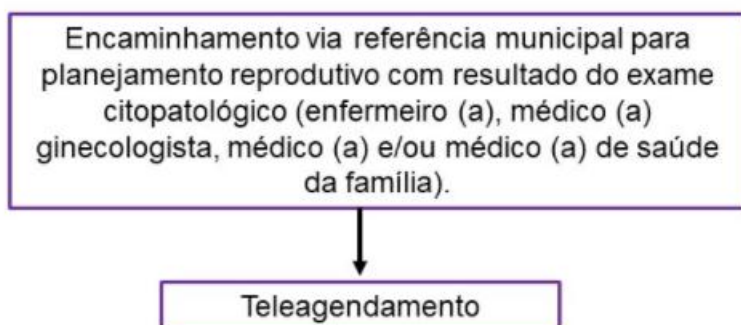 Encaminhamento via referência municipal para
planejamento reprodutivo com resultado do exame
citopatológico (enfermeiro (a), médico (a)
ginecologista, médico (a) e/ou médico (a) de saúde
da família).
Teleagendamento